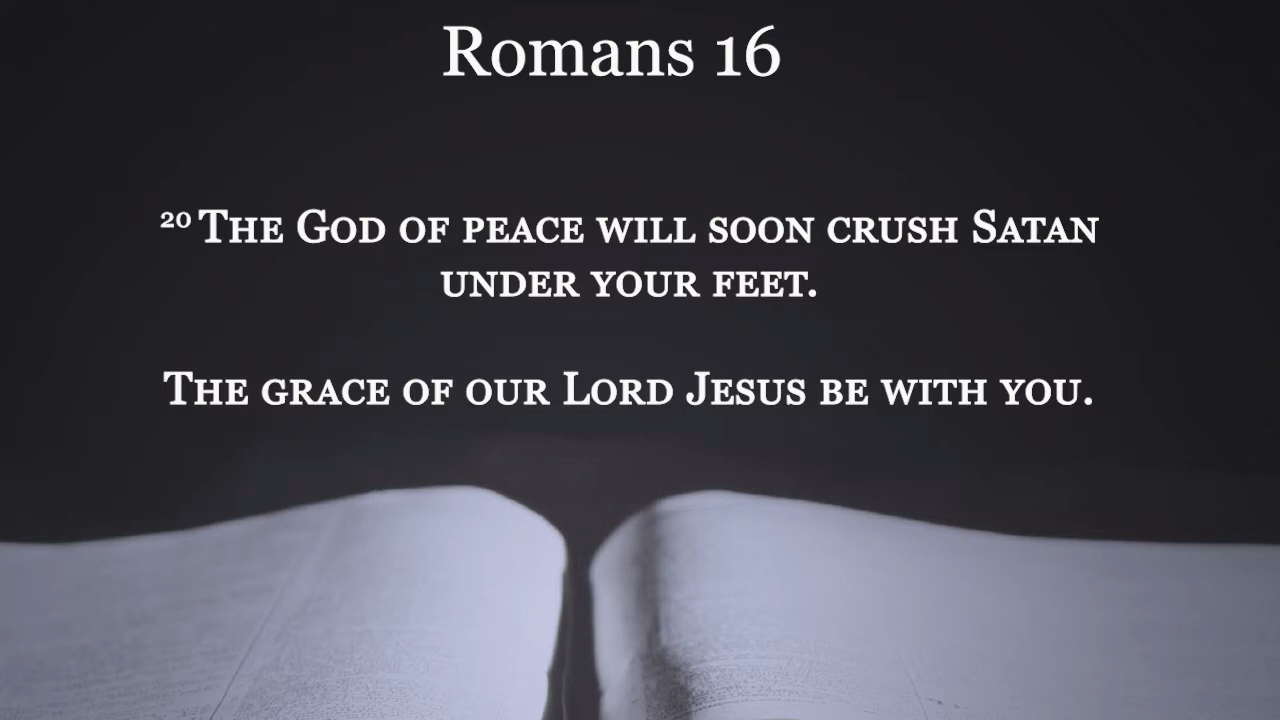 Romans 16
20 The God of peace will soon crush Satan
under your feet.
The grace of our Lord Jesus be with you.